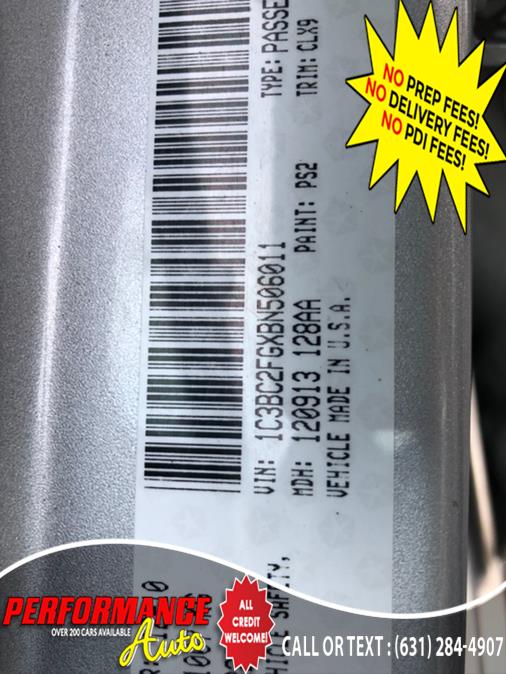 NO PREP FEES!
NO DELIVERY FEES!
NO PDI FEES!
TYPE: PASSE
TRIM: CLX9
VIN: 1C3BC2FGXBN506011
MDH: 120913 128AA PAINT: PS2
VEHICLE MADE IN U.S.A.
SAFETY,
PERFORMANCE
OVER 200 CARS AVAILABLE
Auto
ALL
CREDIT
WELCOME!
CALL OR TEXT : (631) 284-4907